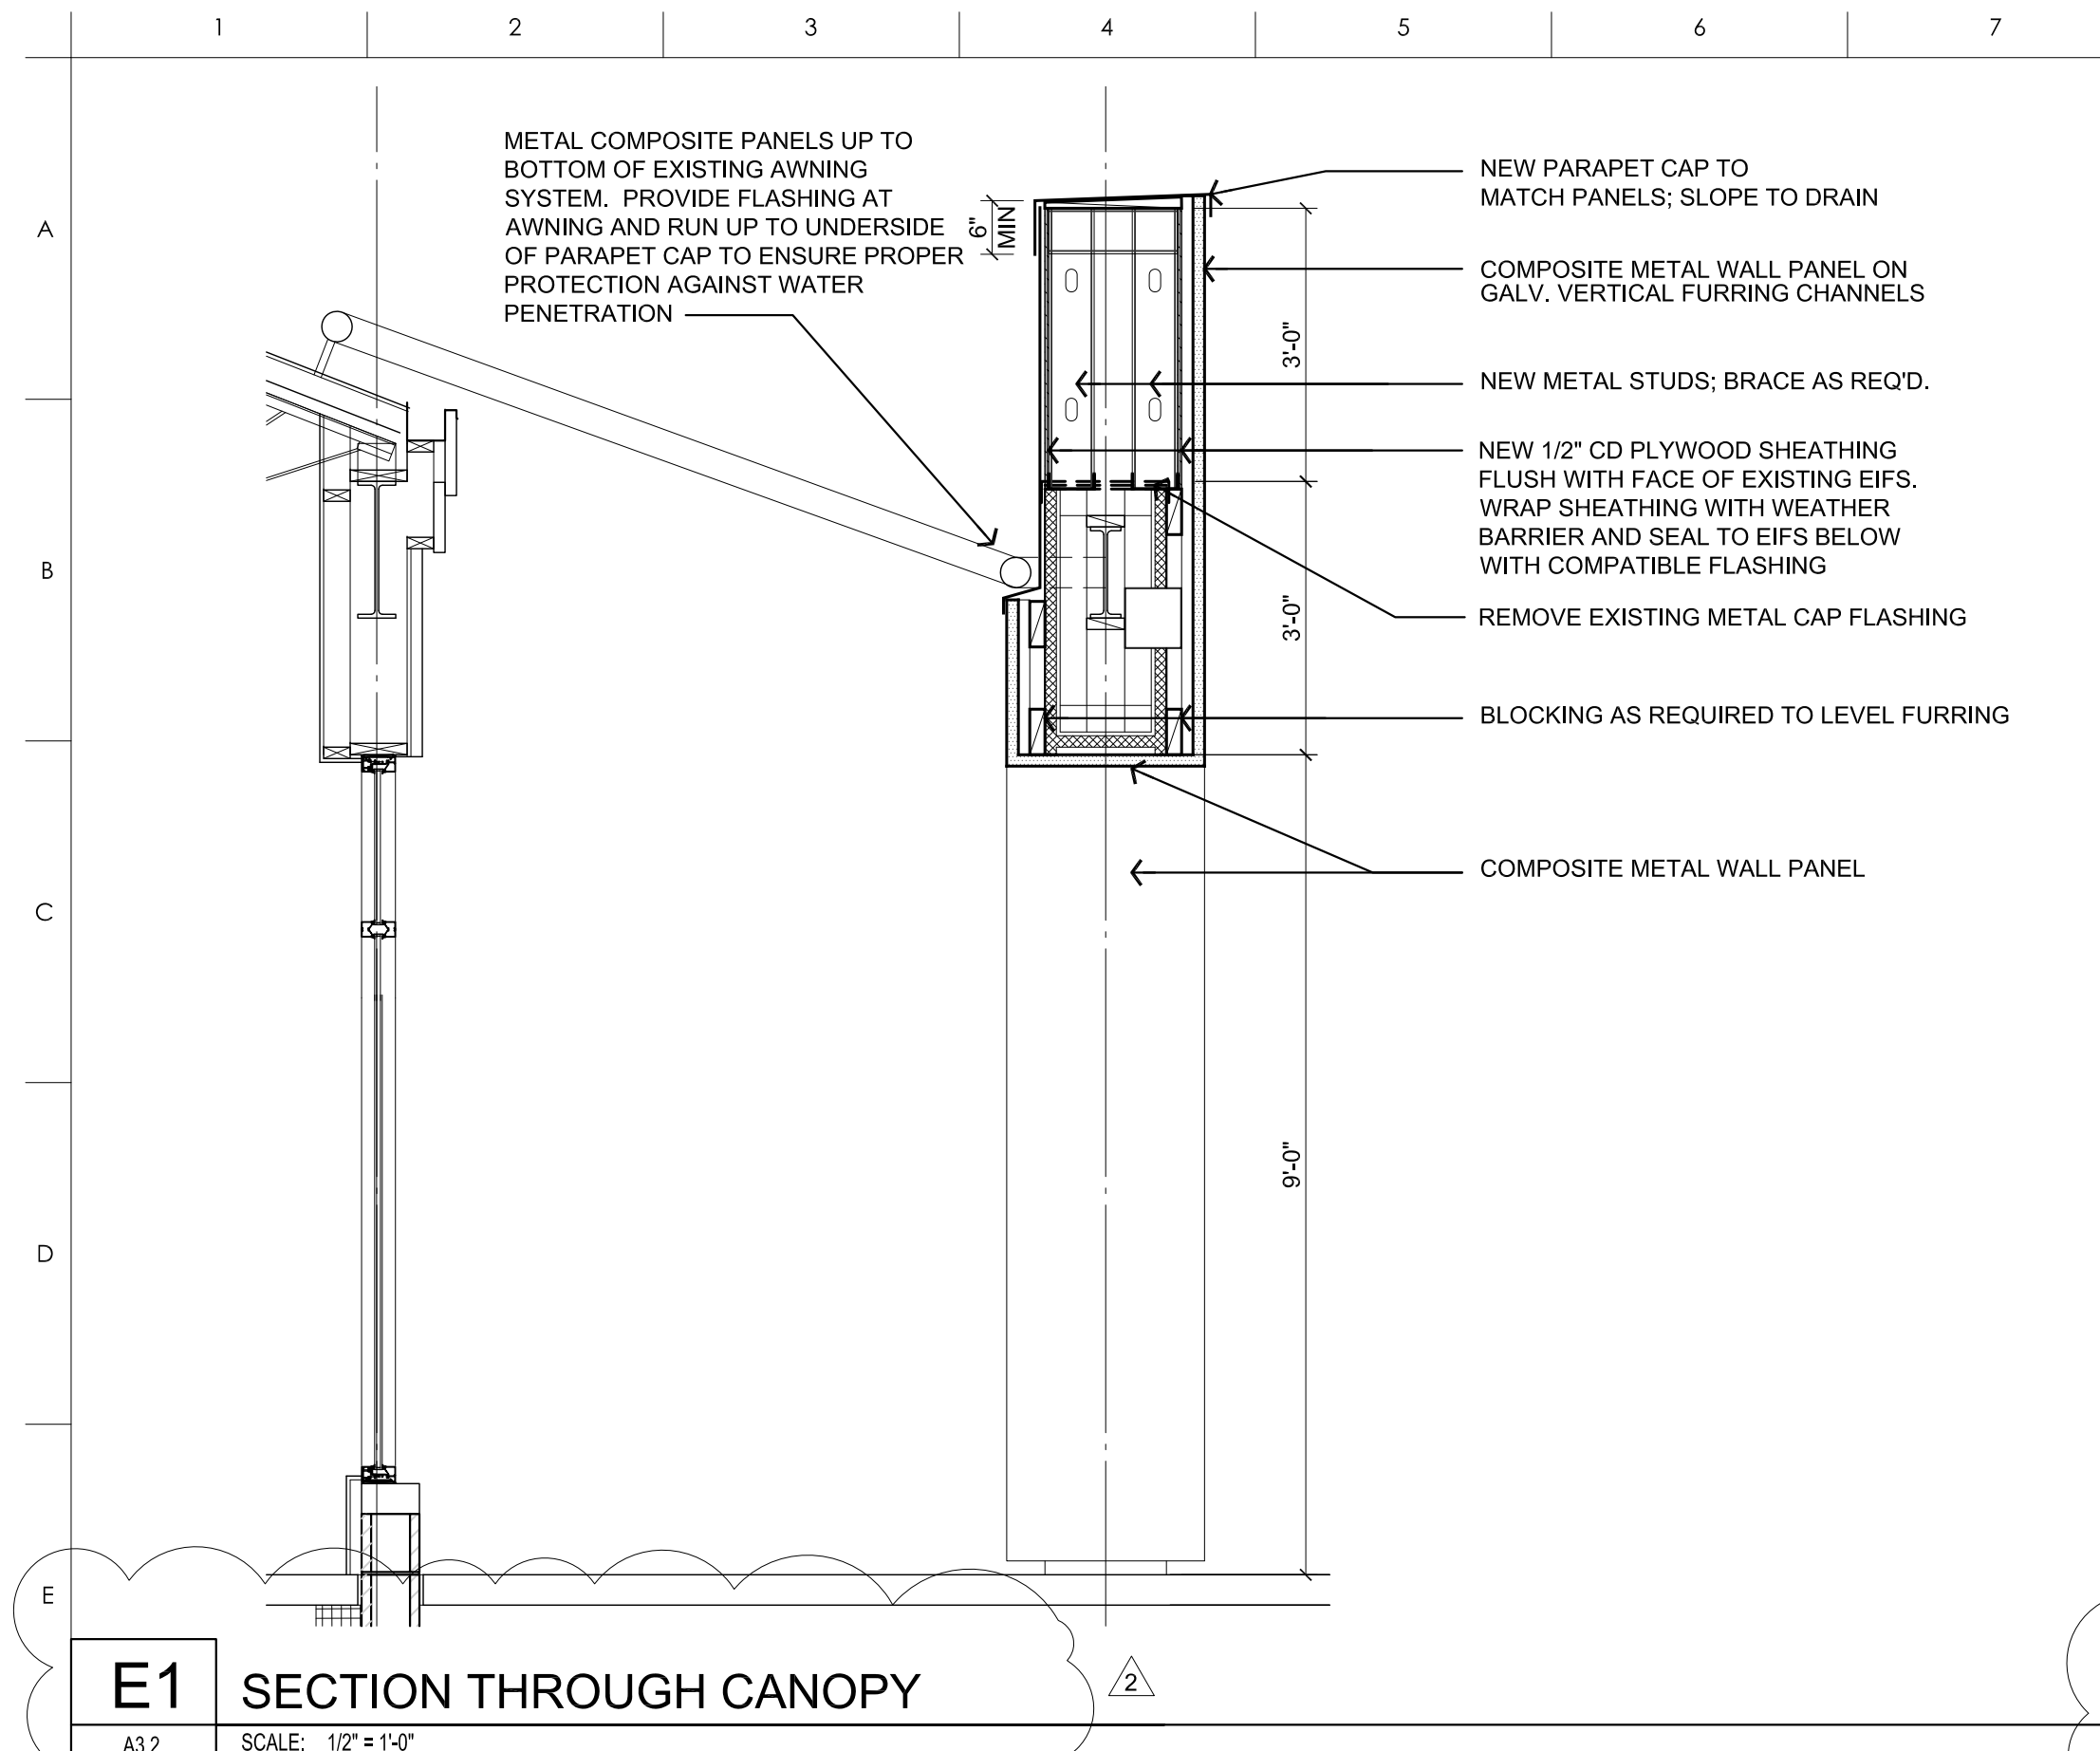 1 2 3 4 5 6 7
A
B
C
D
E
METAL COMPOSITE PANELS UP TO
BOTTOM OF EXISTING AWNING
SYSTEM. PROVIDE FLASHING AT
AWNING AND RUN UP TO UNDERSIDE
OF PARAPET CAP TO ENSURE PROPER
PROTECTION AGAINST WATER
PENETRATION
6"
MIN
NEW PARAPET CAP TO
MATCH PANELS; SLOPE TO DRAIN
COMPOSITE METAL WALL PANEL ON
GALV. VERTICAL FURRING CHANNELS
3'-0"
NEW METAL STUDS; BRACE AS REQ'D.
NEW 1/2" CD PLYWOOD SHEATHING
FLUSH WITH FACE OF EXISTING EIFS.
WRAP SHEATHING WITH WEATHER
BARRIER AND SEAL TO EIFS BELOW
WITH COMPATIBLE FLASHING
3'-0"
REMOVE EXISTING METAL CAP FLASHING
BLOCKING AS REQUIRED TO LEVEL FURRING
COMPOSITE METAL WALL PANEL
9'-0"
E1
SECTION THROUGH CANOPY
2
A3.2
SCALE: 1/2" = 1'-0"